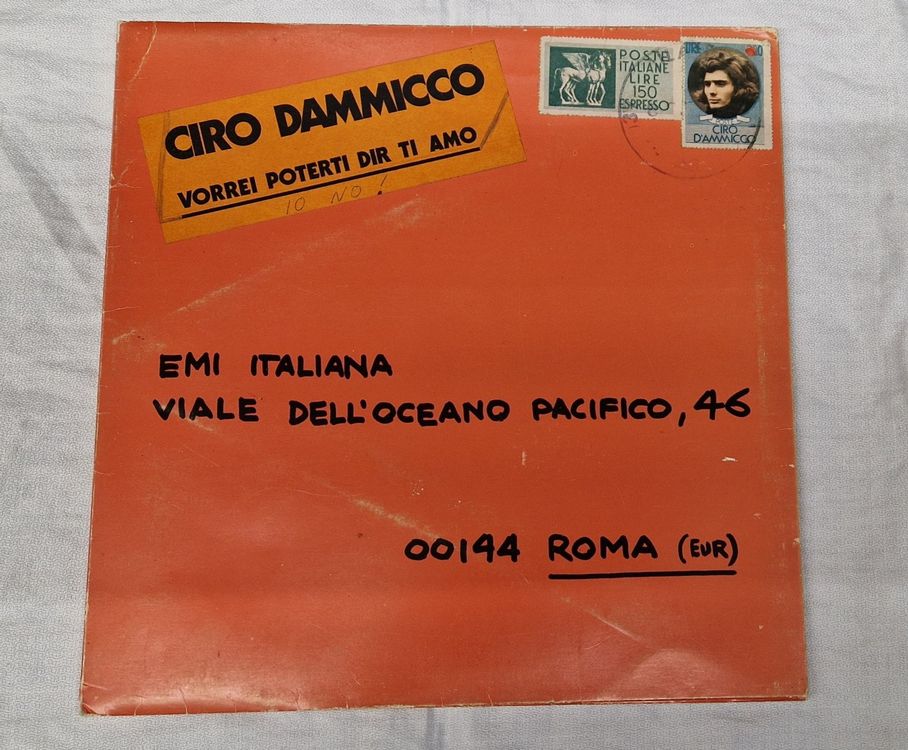 CIRO DAMMICCO
VORREI POTERTI DIR TI AMO
IO NO!
POSTE
ITALIANE
LIRE
150
ESPRESSO
LIRE
CIRO
D'AMMICCO
EMI ITALIANA
VIALE DELL'OCEANO PACIFICO, 46
00144 ROMA (EUR)